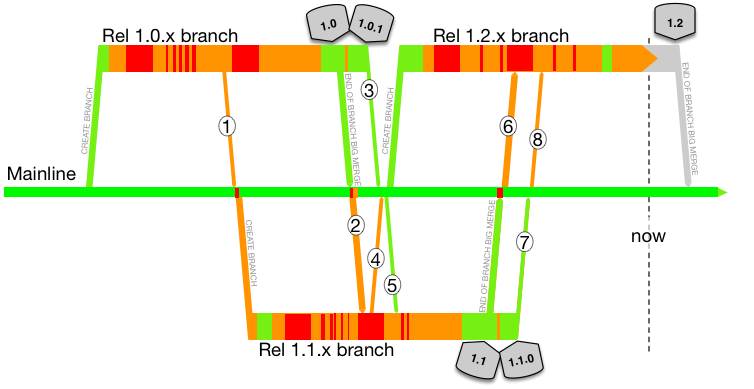 1.0
1.0.1
1.2
Rel 1.0.x branch
Rel 1.2.x branch
CREATE BRANCH
1
END OF BRANCH BIG MERGE
3
CREATE BRANCH
6
8
END OF BRANCH BIG MERGE
Mainline
CREATE BRANCH
2
4
5
END OF BRANCH BIG MERGE
7
now
Rel 1.1.x branch
1.1
1.1.0